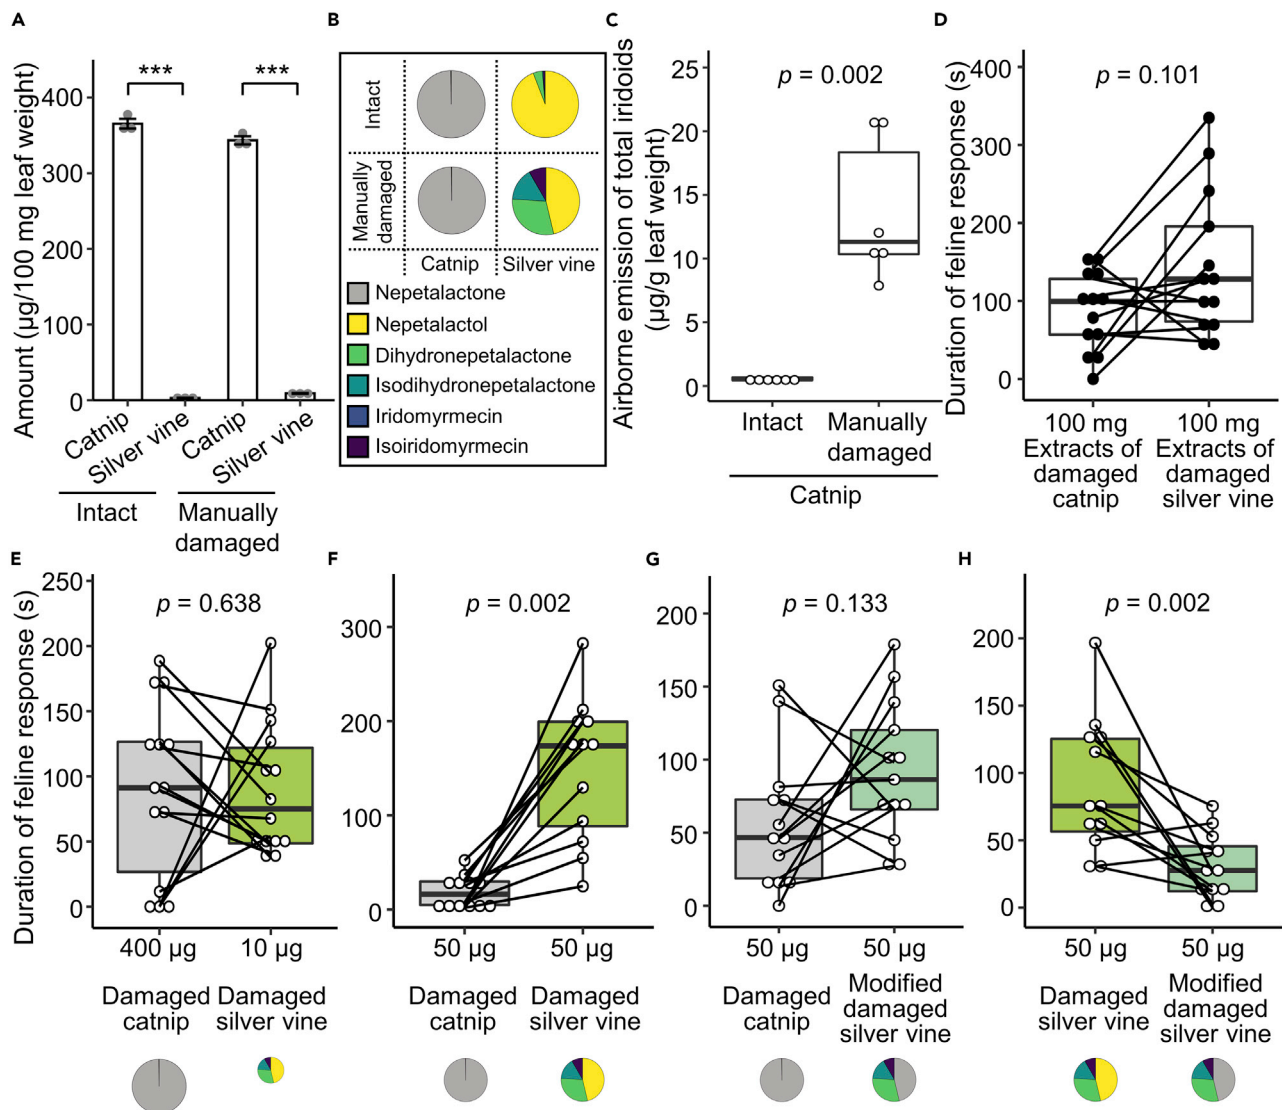 A
Amount (µg/100 mg leaf weight)
400
300
200
100
0
***
***
Catnip
Silver vine
Catnip
Silver vine
Intact
Manually
damaged
B
Intact
Manually
damaged
Catnip
Silver vine
Nepetalactone
Nepetalactol
Dihydronepetalactone
Isodihydronepetalactone
Iridomyrmecin
Isoiridomyrmecin
C
Airborne emission of total iridoids
(µg/g leaf weight)
25
20
15
10
5
0
p = 0.002
Intact
Manually
damaged
Catnip
D
Duration of feline response (s)
400
300
200
100
0
p = 0.101
100 mg
Extracts of
damaged
catnip
100 mg
Extracts of
damaged
silver vine
E
Duration of feline response (s)
250
200
150
100
50
0
p = 0.638
400 µg
10 µg
Damaged
catnip
Damaged
silver vine
F
300
200
100
0
p = 0.002
50 µg
50 µg
Damaged
catnip
Damaged
silver vine
G
200
150
100
50
0
p = 0.133
50 µg
50 µg
Damaged
catnip
Modified
damaged
silver vine
H
200
150
100
50
0
p = 0.002
50 µg
50 µg
Damaged
silver vine
Modified
damaged
silver vine